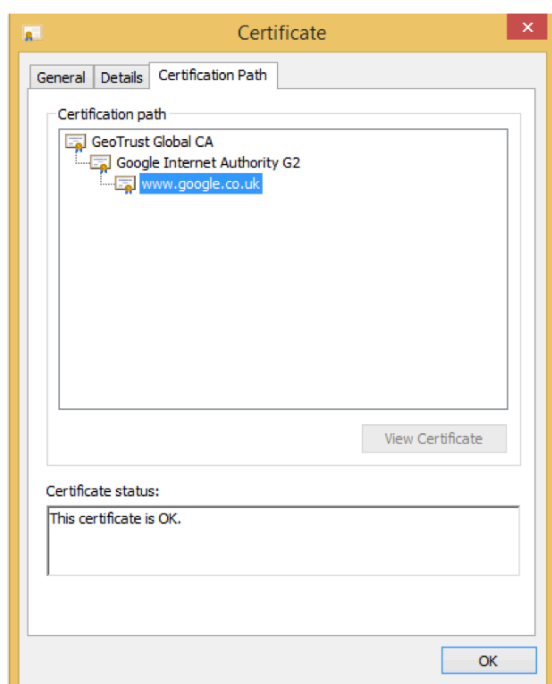 Certificate
General Details Certification Path
Certification path
GeoTrust Global CA
Google Internet Authority G2
www.google.co.uk
View Certificate
Certificate status:
This certificate is OK.
OK